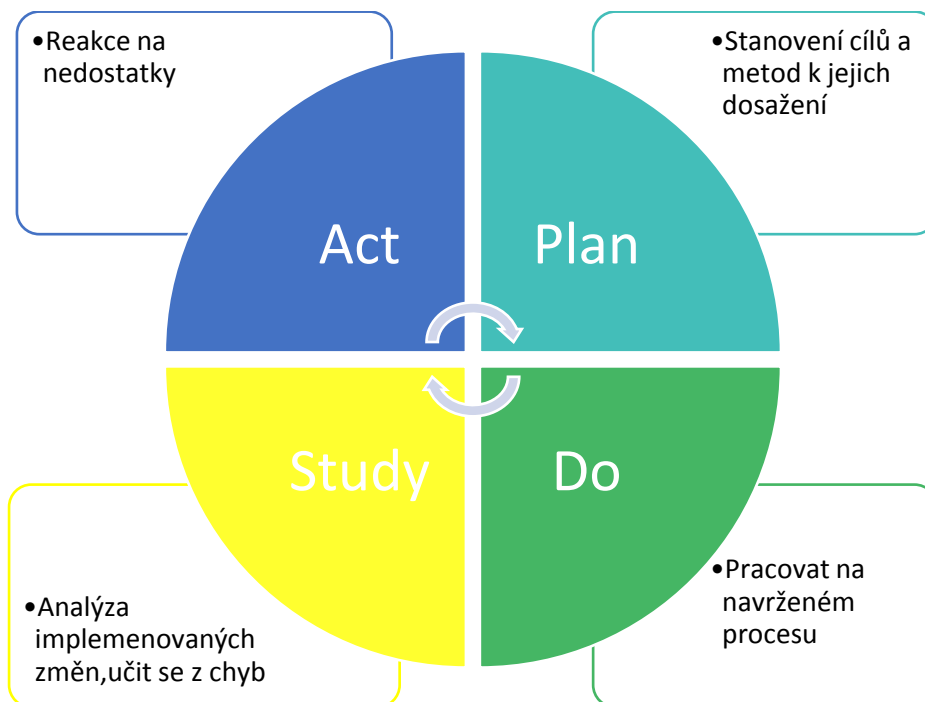 •Reakce na
nedostatky
•Stanovení cílů a
metod k jejich
dosažení
Act
Plan
Study
Do
•Analýza
implemenovaných
změn,učit se z chyb
•Pracovat na
navrženém
procesu